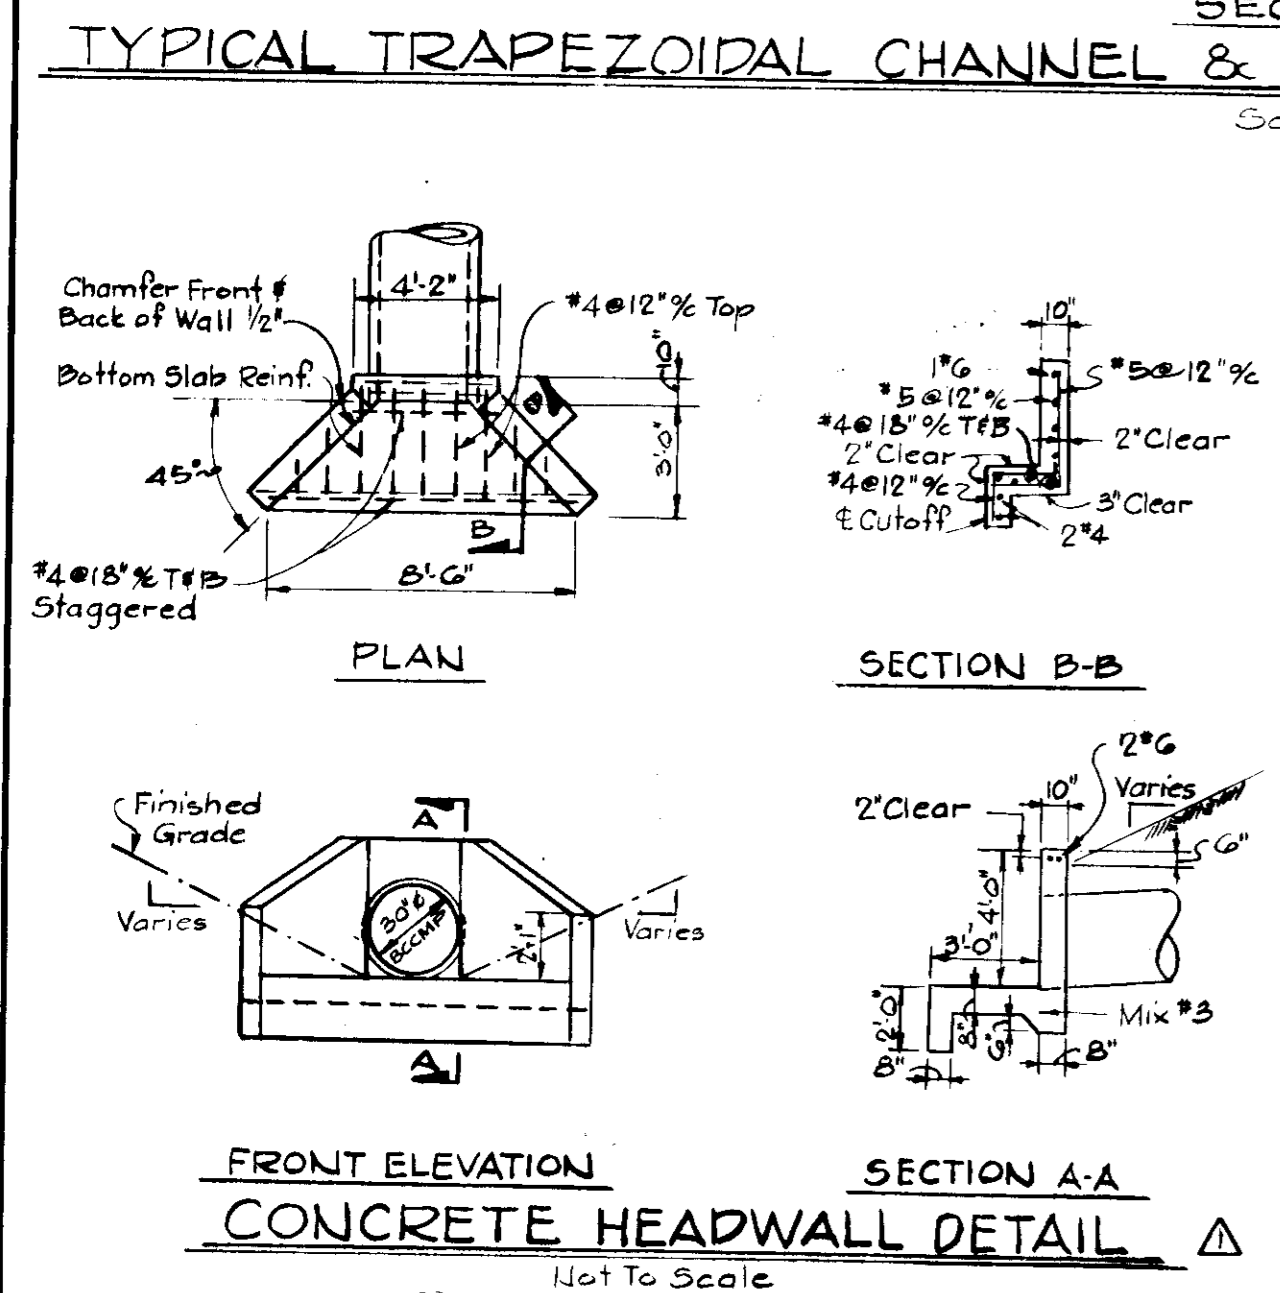 TYPICAL TRAPEZOIDAL CHANNEL &
Chamfer Front &
Back of Wall 1/2"
Bottom Slab Reinf.
45°
4'-2"
#4@12" o/c Top
3'-0"
B
B
8'-6"
#4@18" o/c T&B
Staggered
PLAN
10"
1#6
#5@12" o/c
#5@12" o/c
#4@18" o/c T&B
2" Clear
2" Clear
#4@12" o/c
3" Clear
¢ Cutoff
2#4
SECTION B-B
Finished
Grade
A
Varies
Varies
30"ø
BCCMP
2'-1"
A
FRONT ELEVATION
2#6
10"
Varies
2" Clear
6"
4'-0"
3'-0"
2'-0"
8"
6"
Mix #3
8"
8"
SECTION A-A
CONCRETE HEADWALL DETAIL
1
Not To Scale